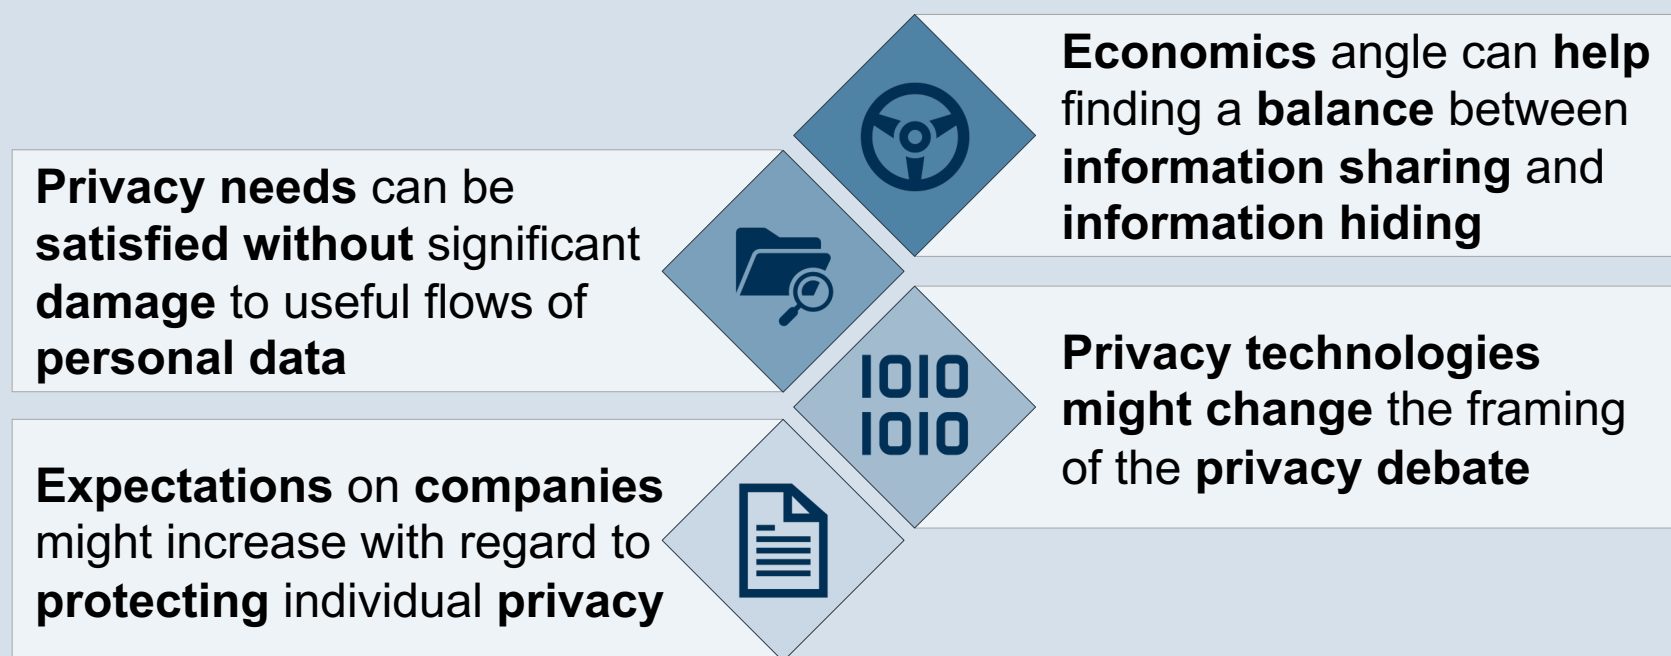 Economics angle can help
finding a balance between
information sharing and
information hiding
Privacy needs can be
satisfied without significant
damage to useful flows of
personal data
IOIO
IOIO
Privacy technologies
might change the framing
of the privacy debate
Expectations on companies
might increase with regard to
protecting individual privacy